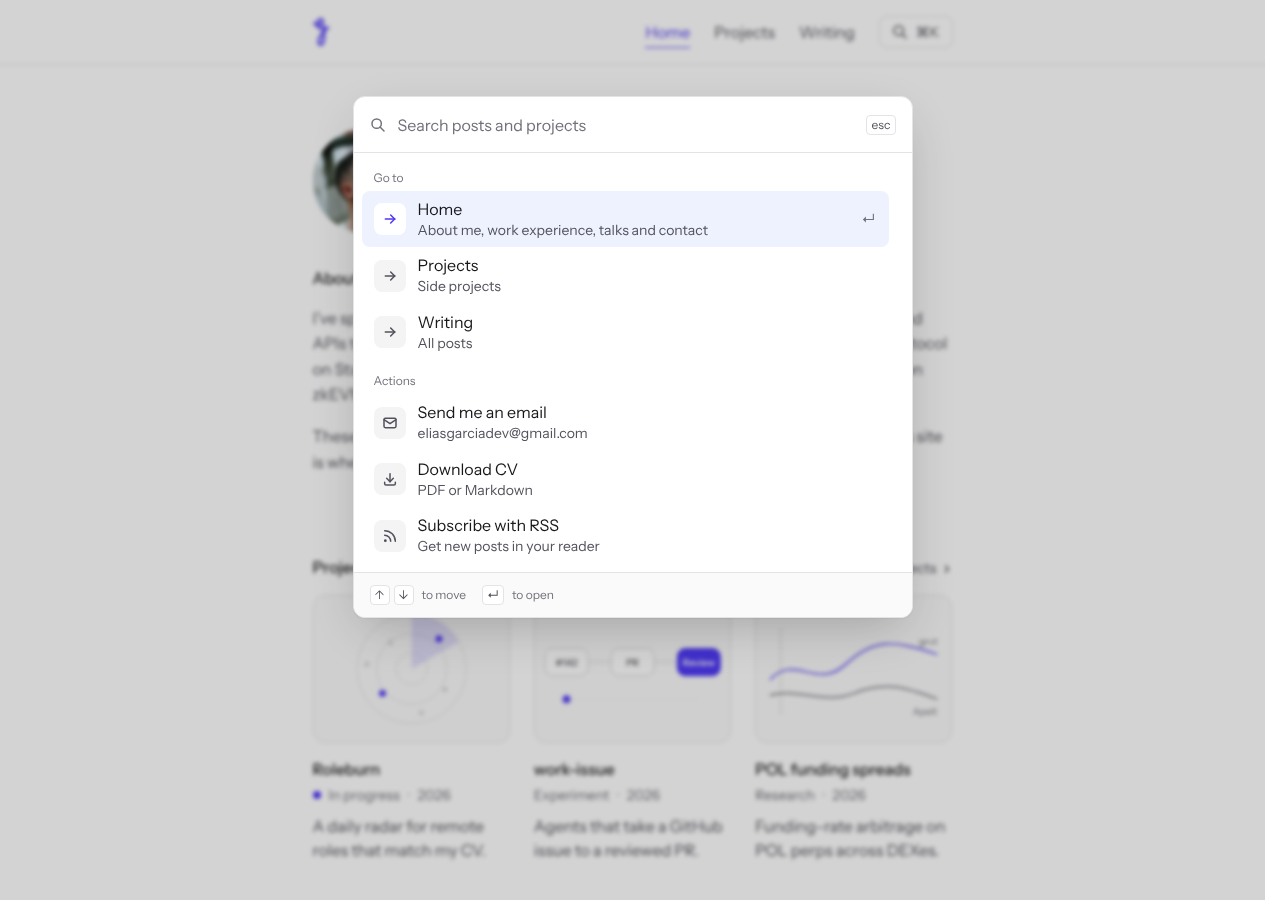 Home
Projects
Writing
⌘K
Search posts and projects
esc
Go to
Home
About me, work experience, talks and contact
Projects
Side projects
Writing
All posts
Actions
Send me an email
eliasgarciadev@gmail.com
Download CV
PDF or Markdown
Subscribe with RSS
Get new posts in your reader
↑ ↓ to move ↵ to open
PR
Review
Roleburn
In progress · 2026
A daily radar for remote
roles that match my CV.
work-issue
Experiment · 2026
Agents that take a GitHub
issue to a reviewed PR.
POL funding spreads
Research · 2026
Funding-rate arbitrage on
POL perps across DEXes.